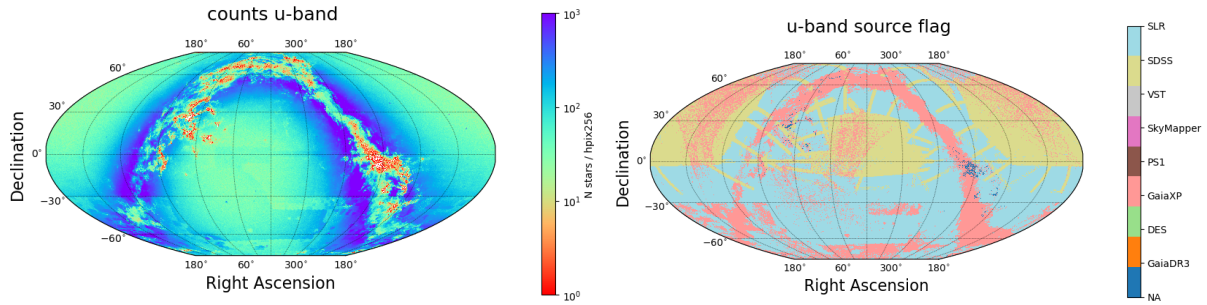 counts u-band
180° 60° 300° 180°
60°
30°
0°
−30°
−60°
180° 60° 300° 180°
Declination
Right Ascension
10³
10²
10¹
10⁰
N stars / hpix256
u-band source flag
180° 60° 300° 180°
60°
30°
0°
−30°
−60°
180° 60° 300° 180°
Declination
Right Ascension
SLR
SDSS
VST
SkyMapper
PS1
GaiaXP
DES
GaiaDR3
NA